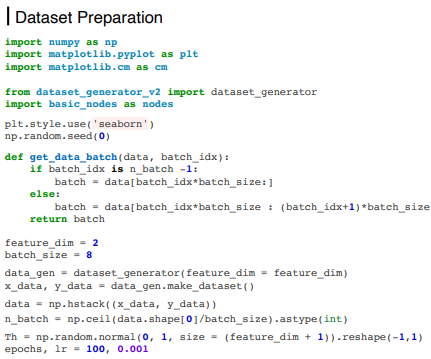 Dataset Preparation
import numpy as np
import matplotlib.pyplot as plt
import matplotlib.cm as cm
from dataset_generator_v2 import dataset_generator
import basic_nodes as nodes
plt.style.use('seaborn')
np.random.seed(0)
def get_data_batch(data, batch_idx):
    if batch_idx is n_batch -1:
        batch = data[batch_idx*batch_size:]
    else:
        batch = data[batch_idx*batch_size : (batch_idx+1)*batch_size
    return batch
feature_dim = 2
batch_size = 8
data_gen = dataset_generator(feature_dim = feature_dim)
x_data, y_data = data_gen.make_dataset()
data = np.hstack((x_data, y_data))
n_batch = np.ceil(data.shape[0]/batch_size).astype(int)
Th = np.random.normal(0, 1, size = (feature_dim + 1)).reshape(-1,1)
epochs, lr = 100, 0.001